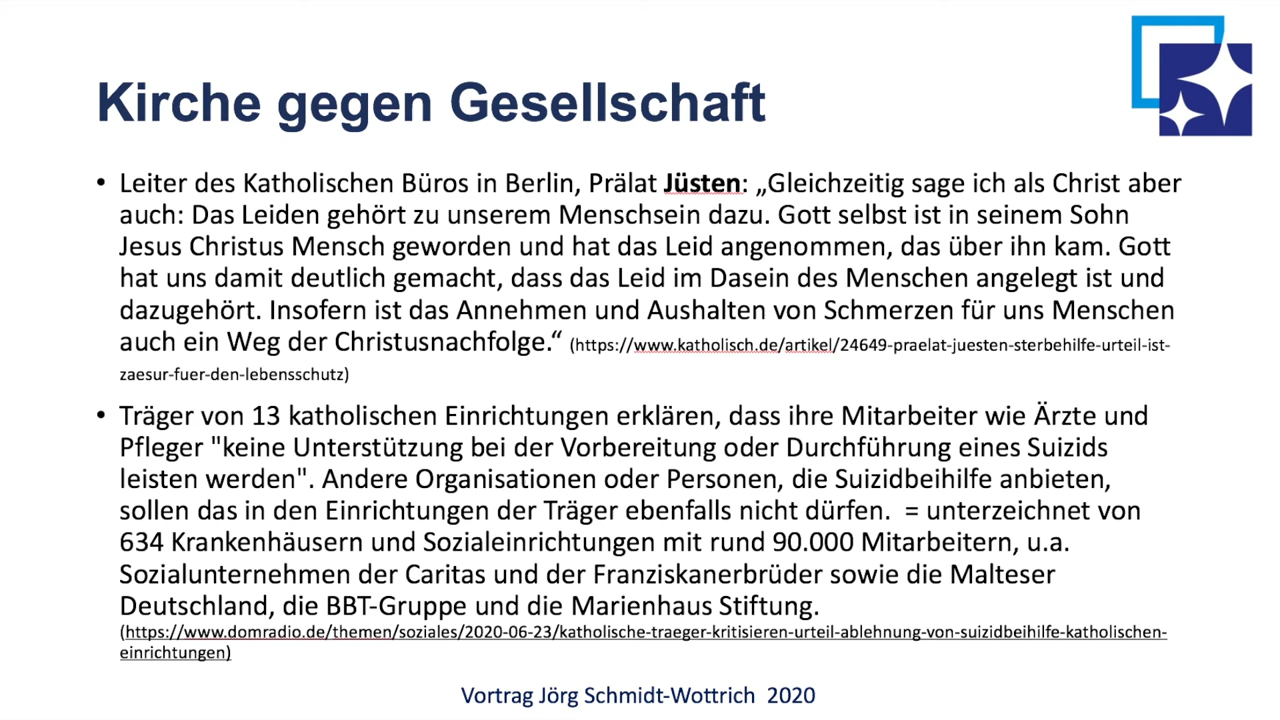 Kirche gegen Gesellschaft
• Leiter des Katholischen Büros in Berlin, Prälat Jüsten: „Gleichzeitig sage ich als Christ aber
auch: Das Leiden gehört zu unserem Menschsein dazu. Gott selbst ist in seinem Sohn
Jesus Christus Mensch geworden und hat das Leid angenommen, das über ihn kam. Gott
hat uns damit deutlich gemacht, dass das Leid im Dasein des Menschen angelegt ist und
dazugehört. Insofern ist das Annehmen und Aushalten von Schmerzen für uns Menschen
auch ein Weg der Christusnachfolge.“ (https://www.katholisch.de/artikel/24649-praelat-juesten-sterbehilfe-urteil-ist-
zaesur-fuer-den-lebensschutz)
• Träger von 13 katholischen Einrichtungen erklären, dass ihre Mitarbeiter wie Ärzte und
Pfleger "keine Unterstützung bei der Vorbereitung oder Durchführung eines Suizids
leisten werden". Andere Organisationen oder Personen, die Suizidbeihilfe anbieten,
sollen das in den Einrichtungen der Träger ebenfalls nicht dürfen.  = unterzeichnet von
634 Krankenhäusern und Sozialeinrichtungen mit rund 90.000 Mitarbeitern, u.a.
Sozialunternehmen der Caritas und der Franziskanerbrüder sowie die Malteser
Deutschland, die BBT-Gruppe und die Marienhaus Stiftung.
(https://www.domradio.de/themen/soziales/2020-06-23/katholische-traeger-kritisieren-urteil-ablehnung-von-suizidbeihilfe-katholischen-
einrichtungen)
Vortrag Jörg Schmidt-Wottrich  2020